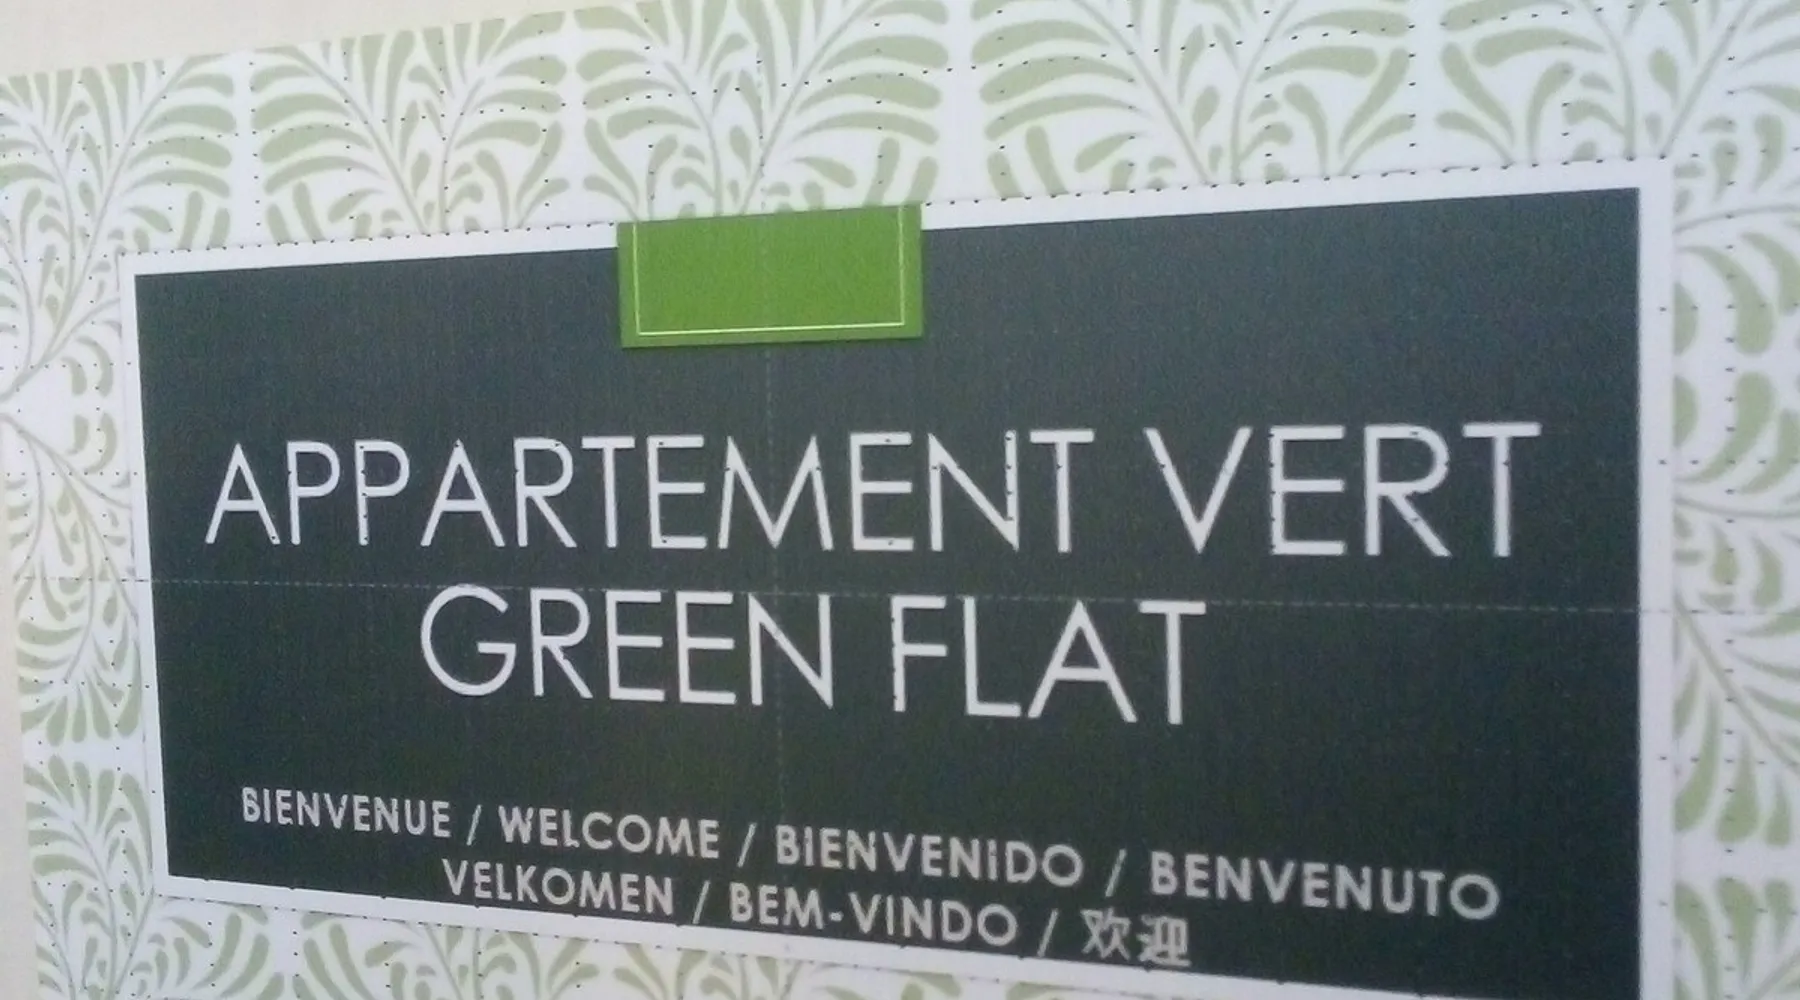 APPARTEMENT VERT
GREEN FLAT
BIENVENUE / WELCOME / BIENVENIDO / BENVENUTO
VELKOMEN / BEM-VINDO / 欢迎